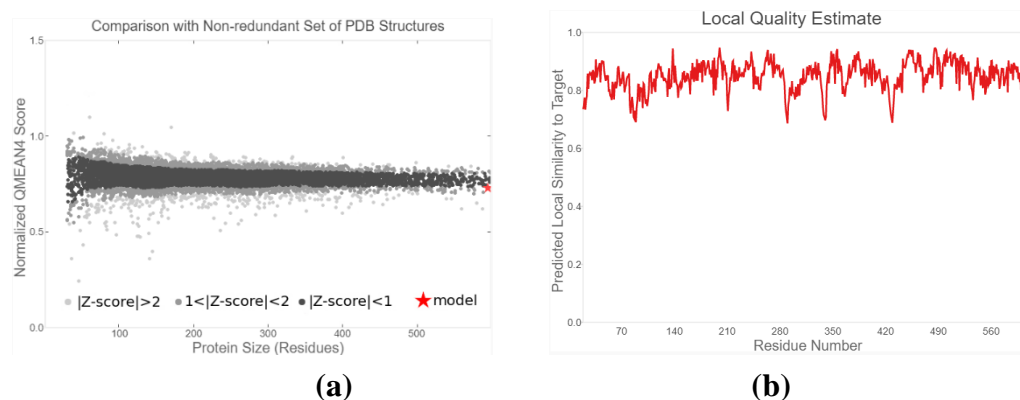 Comparison with Non-redundant Set of PDB Structures
Normalized QMEAN4 Score
1.5
1.0
0.5
0.0
|Z-score|>2 1<|Z-score|<2 |Z-score|<1 model
100 200 300 400 500
Protein Size (Residues)
(a)
Local Quality Estimate
Predicted Local Similarity to Target
1.0
0.8
0.6
0.4
0.2
0.0
70 140 210 280 350 420 490 560
Residue Number
(b)